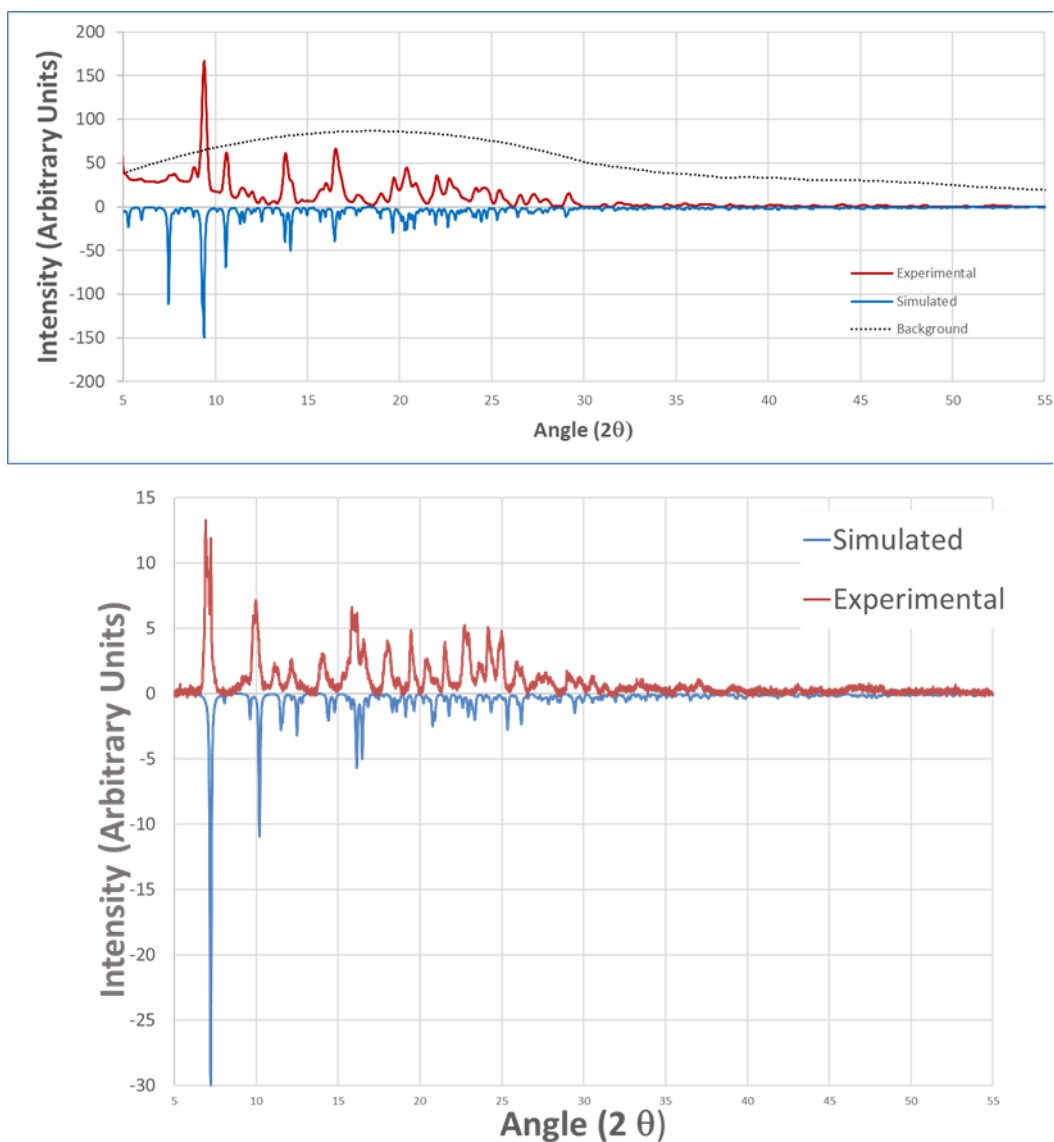 Intensity (Arbitrary Units)
200
150
100
50
0
-50
-100
-150
-200
Experimental
Simulated
Background
5 10 15 20 25 30 35 40 45 50 55
Angle (2θ)
Intensity (Arbitrary Units)
15
10
5
0
-5
-10
-15
-20
-25
-30
Simulated
Experimental
5 10 15 20 25 30 35 40 45 50 55
Angle (2 θ)